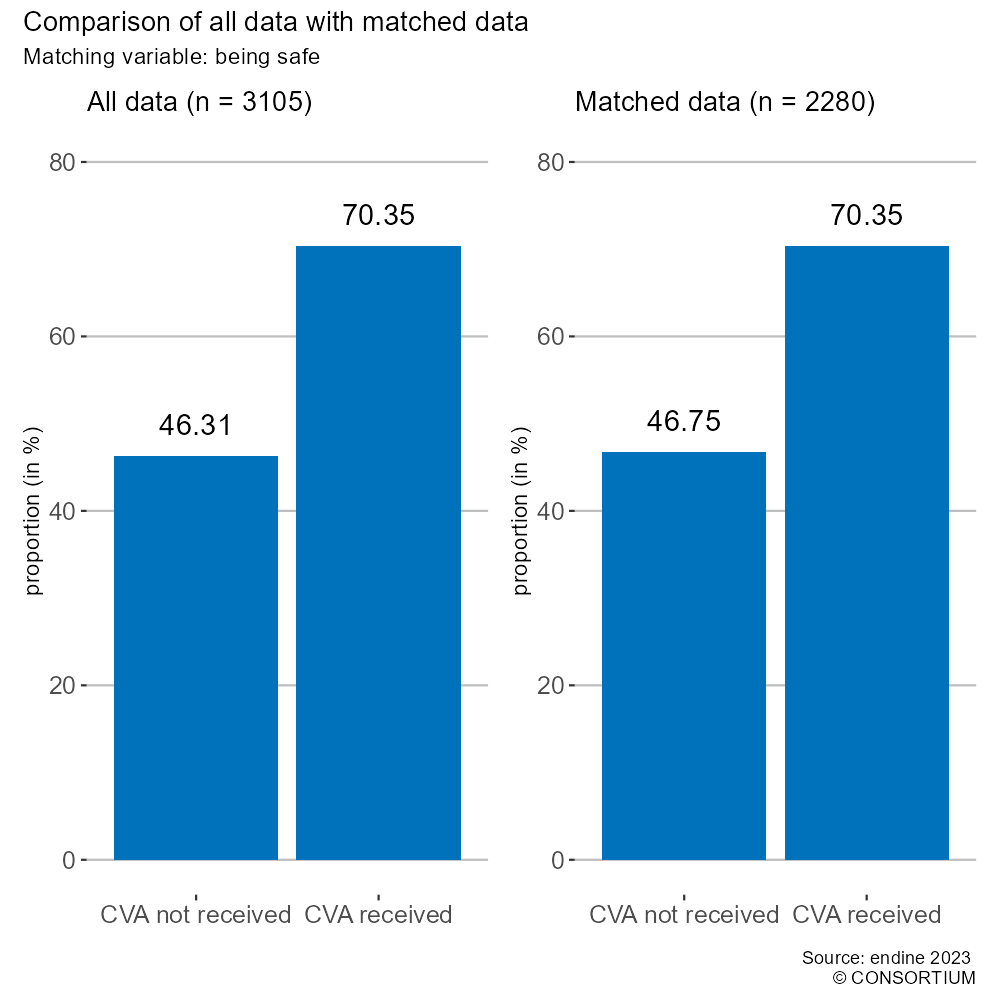 Comparison of all data with matched data
Matching variable: being safe
All data (n = 3105)
80
60
40
20
0
proportion (in %)
46.31
70.35
CVA not received
CVA received
Matched data (n = 2280)
80
60
40
20
0
proportion (in %)
46.75
70.35
CVA not received
CVA received
Source: endine 2023
© CONSORTIUM